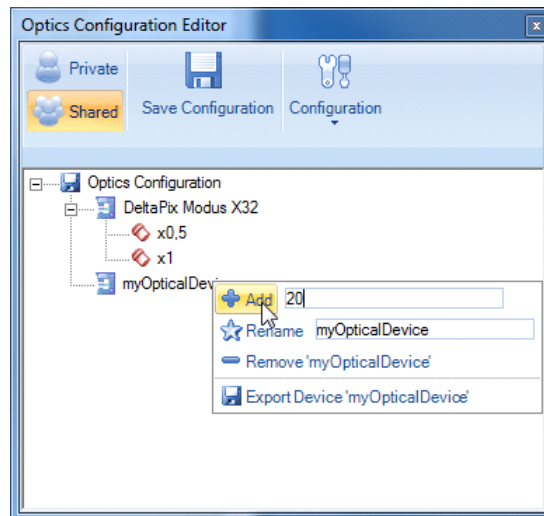 Optics Configuration Editor
Private
Shared
Save Configuration
Configuration
Optics Configuration
DeltaPix Modus X32
x0,5
x1
myOpticalDevi
Add 20
Rename myOpticalDevice
Remove 'myOpticalDevice'
Export Device 'myOpticalDevice'